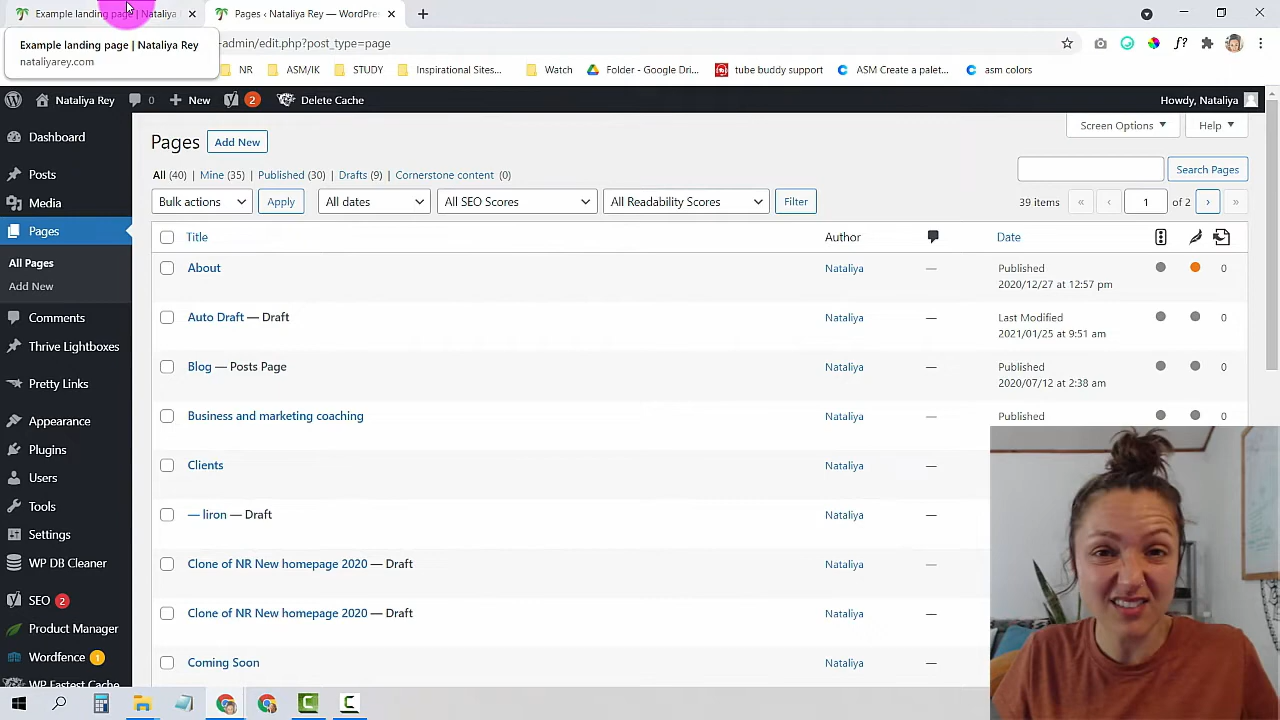 Example landing page | Nataliya
Pages ‹ Nataliya Rey — WordPre
Example landing page | Nataliya Rey
nataliyarey.com
-admin/edit.php?post_type=page
NR
ASM/IK
STUDY
Inspirational Sites...
Watch
Folder - Google Dri...
tube buddy support
ASM Create a palet...
asm colors
Nataliya Rey
0
New
2
Delete Cache
Howdy, Nataliya
Dashboard
Posts
Media
Pages
All Pages
Add New
Comments
Thrive Lightboxes
Pretty Links
Appearance
Plugins
Users
Tools
Settings
WP DB Cleaner
SEO 2
Product Manager
Wordfence 1
WP Fastest Cache
Pages
Add New
Screen Options
Help
All (40) | Mine (35) | Published (30) | Drafts (9) | Cornerstone content (0)
Search Pages
Bulk actions
Apply
All dates
All SEO Scores
All Readability Scores
Filter
39 items « ‹ 1 of 2 › »
Title Author Date
About Nataliya — Published 0
2020/12/27 at 12:57 pm
Auto Draft — Draft Nataliya — Last Modified 0
2021/01/25 at 9:51 am
Blog — Posts Page Nataliya — Published 0
2020/07/12 at 2:38 am
Business and marketing coaching Nataliya — Published 0
Clients Nataliya —
— liron — Draft Nataliya —
Clone of NR New homepage 2020 — Draft Nataliya —
Clone of NR New homepage 2020 — Draft Nataliya —
Coming Soon Nataliya —